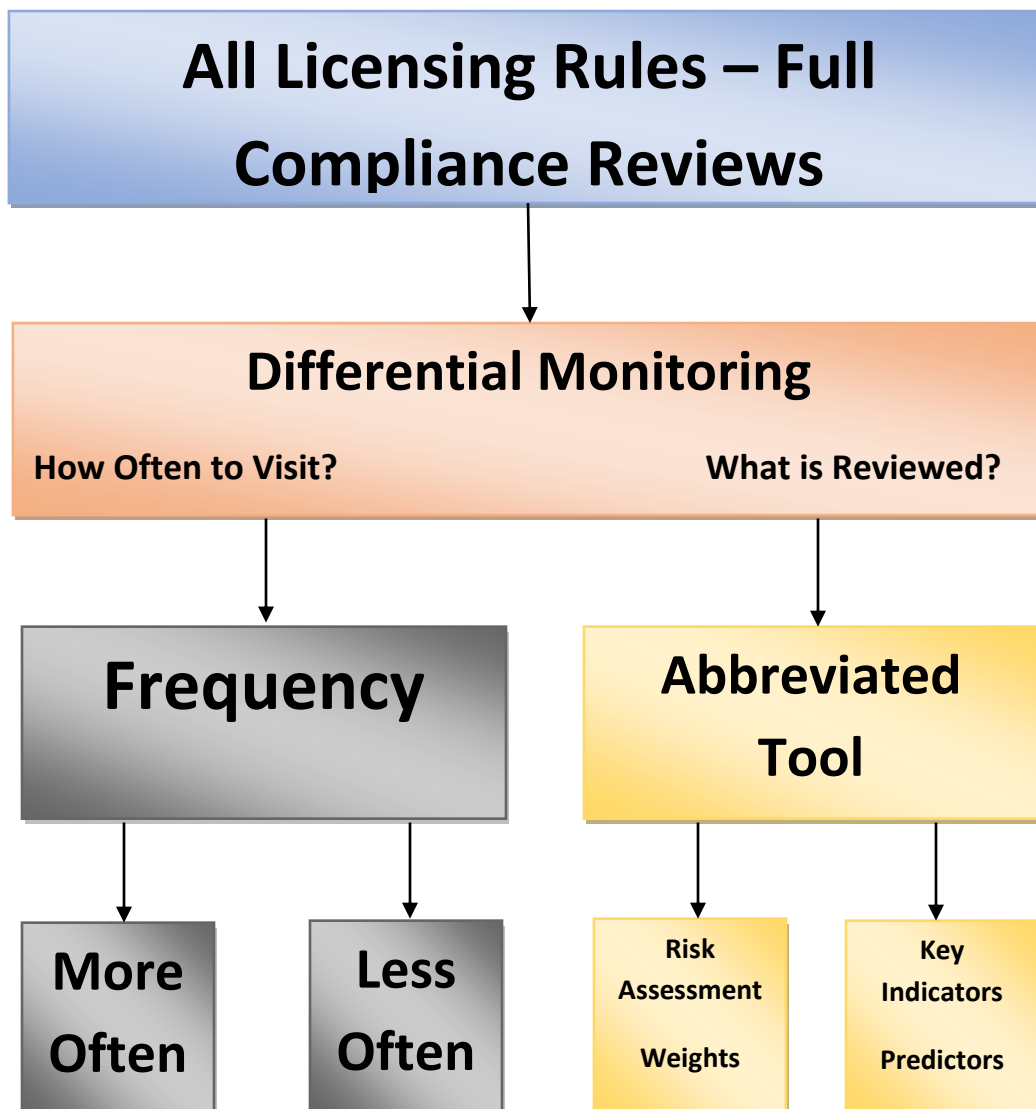 All Licensing Rules – Full
Compliance Reviews
Differential Monitoring
How Often to Visit?
What is Reviewed?
Frequency
Abbreviated
Tool
More
Often
Less
Often
Risk
Assessment
Weights
Key
Indicators
Predictors